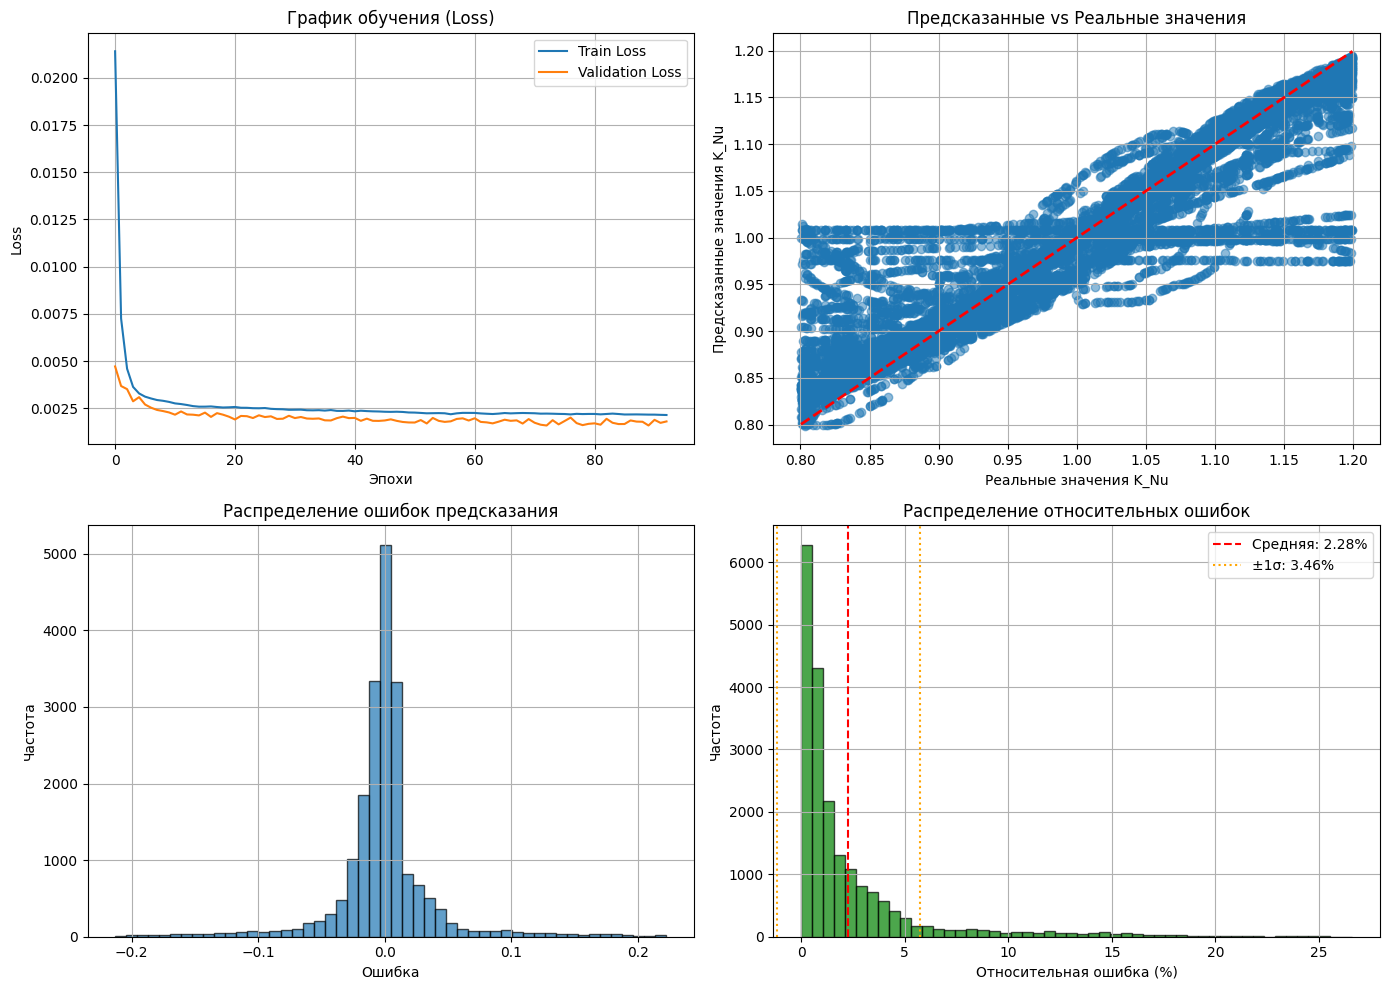 График обучения (Loss)
Train Loss
Validation Loss
0.0200
0.0175
0.0150
0.0125
0.0100
0.0075
0.0050
0.0025
Loss
0 20 40 60 80
Эпохи
Предсказанные vs Реальные значения
1.20
1.15
1.10
1.05
1.00
0.95
0.90
0.85
0.80
Предсказанные значения K_Nu
0.80 0.85 0.90 0.95 1.00 1.05 1.10 1.15 1.20
Реальные значения K_Nu
Распределение ошибок предсказания
5000
4000
3000
2000
1000
0
Частота
−0.2 −0.1 0.0 0.1 0.2
Ошибка
Распределение относительных ошибок
Средняя: 2.28%
±1σ: 3.46%
6000
5000
4000
3000
2000
1000
0
Частота
0 5 10 15 20 25
Относительная ошибка (%)